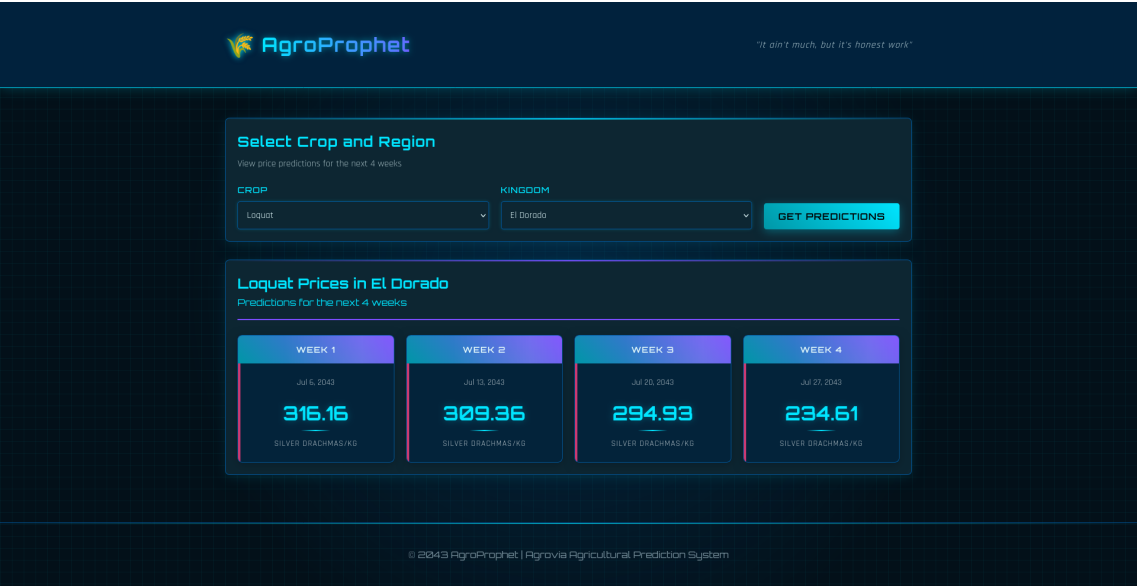 AgroProphet
"It ain't much, but it's honest work"
Select Crop and Region
View price predictions for the next 4 weeks
CROP
KINGDOM
Loquat
El Dorado
GET PREDICTIONS
Loquat Prices in El Dorado
Predictions for the next 4 weeks
WEEK 1
Jul 6, 2043
316.16
SILVER DRACHMAS/KG
WEEK 2
Jul 13, 2043
309.36
SILVER DRACHMAS/KG
WEEK 3
Jul 20, 2043
294.93
SILVER DRACHMAS/KG
WEEK 4
Jul 27, 2043
234.61
SILVER DRACHMAS/KG
© 2043 AgroProphet | Agrovia Agricultural Prediction System